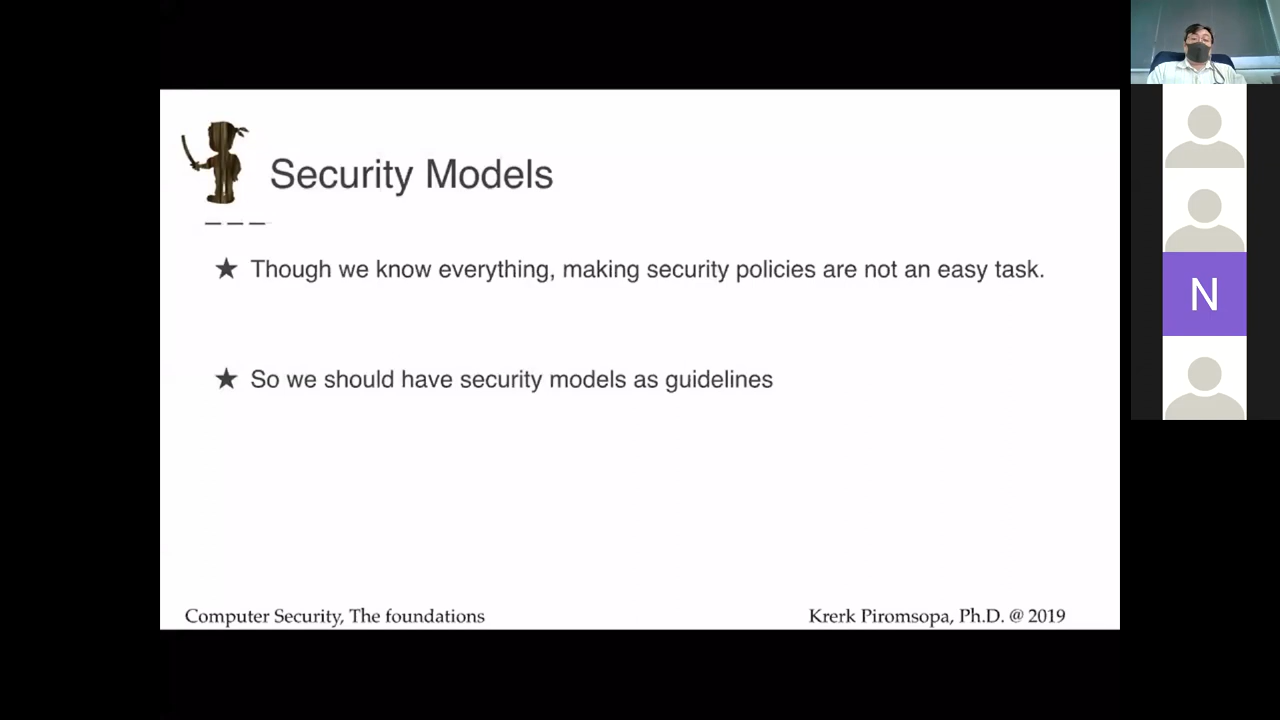 Security Models
★ Though we know everything, making security policies are not an easy task.
★ So we should have security models as guidelines
Computer Security, The foundations
Krerk Piromsopa, Ph.D. @ 2019
N